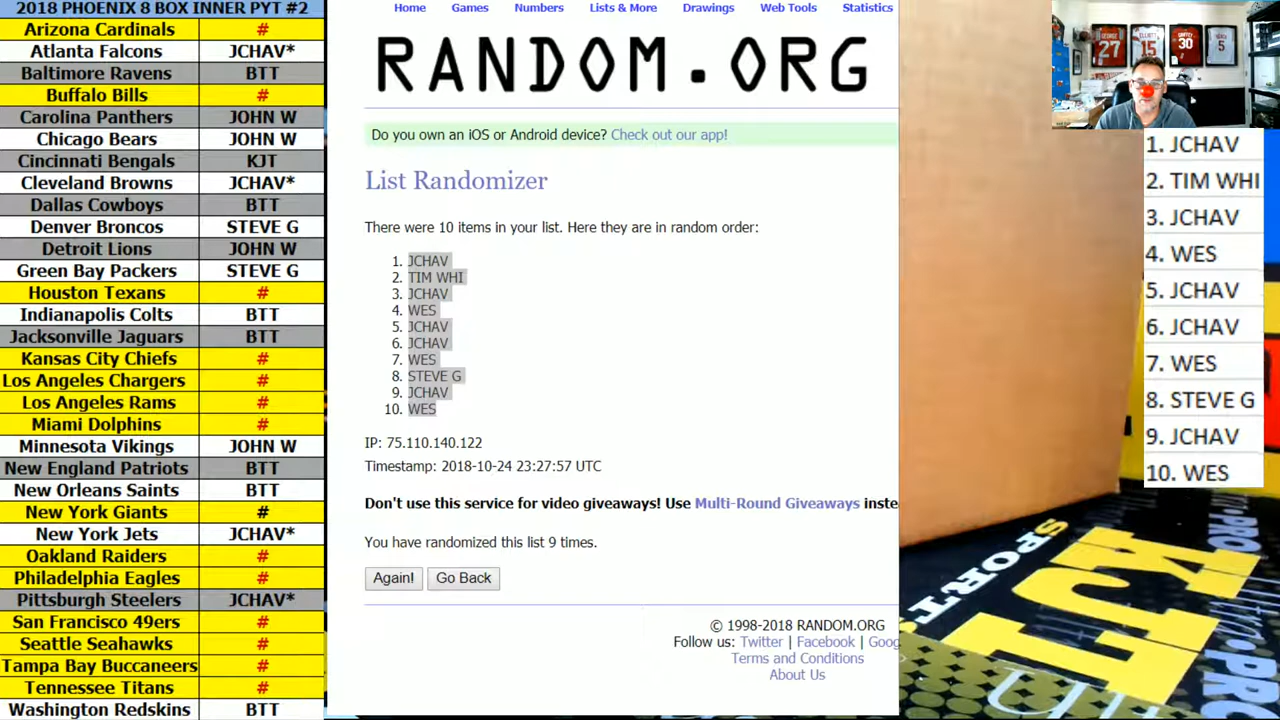 2018 PHOENIX 8 BOX INNER PYT #2
Arizona Cardinals #
Atlanta Falcons JCHAV*
Baltimore Ravens BTT
Buffalo Bills #
Carolina Panthers JOHN W
Chicago Bears JOHN W
Cincinnati Bengals KJT
Cleveland Browns JCHAV*
Dallas Cowboys BTT
Denver Broncos STEVE G
Detroit Lions JOHN W
Green Bay Packers STEVE G
Houston Texans #
Indianapolis Colts BTT
Jacksonville Jaguars BTT
Kansas City Chiefs #
Los Angeles Chargers #
Los Angeles Rams #
Miami Dolphins #
Minnesota Vikings JOHN W
New England Patriots BTT
New Orleans Saints BTT
New York Giants #
New York Jets JCHAV*
Oakland Raiders #
Philadelphia Eagles #
Pittsburgh Steelers JCHAV*
San Francisco 49ers #
Seattle Seahawks #
Tampa Bay Buccaneers #
Tennessee Titans #
Washington Redskins BTT
Home Games Numbers Lists & More Drawings Web Tools Statistics
RANDOM.ORG
Do you own an iOS or Android device? Check out our app!
List Randomizer
There were 10 items in your list. Here they are in random order:
1. JCHAV
2. TIM WHI
3. JCHAV
4. WES
5. JCHAV
6. JCHAV
7. WES
8. STEVE G
9. JCHAV
10. WES
IP: 75.110.140.122
Timestamp: 2018-10-24 23:27:57 UTC
Don't use this service for video giveaways! Use Multi-Round Giveaways inste
You have randomized this list 9 times.
Again! Go Back
© 1998-2018 RANDOM.ORG
Follow us: Twitter | Facebook | Goog
Terms and Conditions
About Us
27 15 30 5
1. JCHAV
2. TIM WHI
3. JCHAV
4. WES
5. JCHAV
6. JCHAV
7. WES
8. STEVE G
9. JCHAV
10. WES
KJT
SPORT